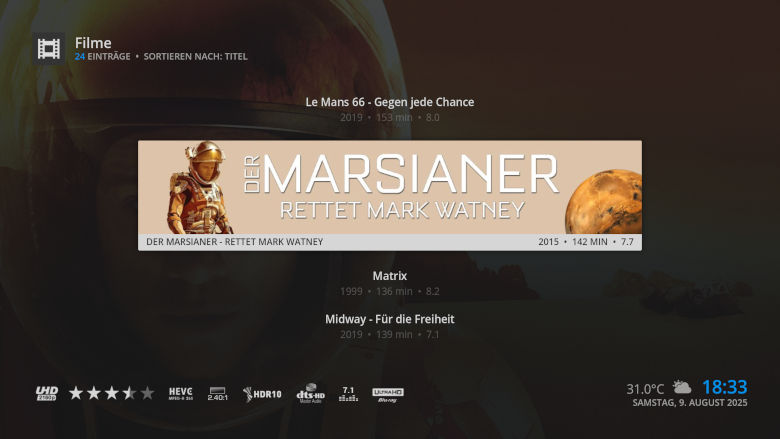 Filme
24 EINTRÄGE • SORTIEREN NACH: TITEL
Le Mans 66 - Gegen jede Chance
2019 • 153 min • 8.0
DER MARSIANER
RETTET MARK WATNEY
DER MARSIANER - RETTET MARK WATNEY 2015 • 142 MIN • 7.7
Matrix
1999 • 136 min • 8.2
Midway - Für die Freiheit
2019 • 139 min • 7.1
UHD 2160p HEVC MPEG-H 265 2.40:1 HDR10 dts-HD Master Audio 7.1 ULTRA HD Blu-ray
31.0°C 18:33
SAMSTAG, 9. AUGUST 2025